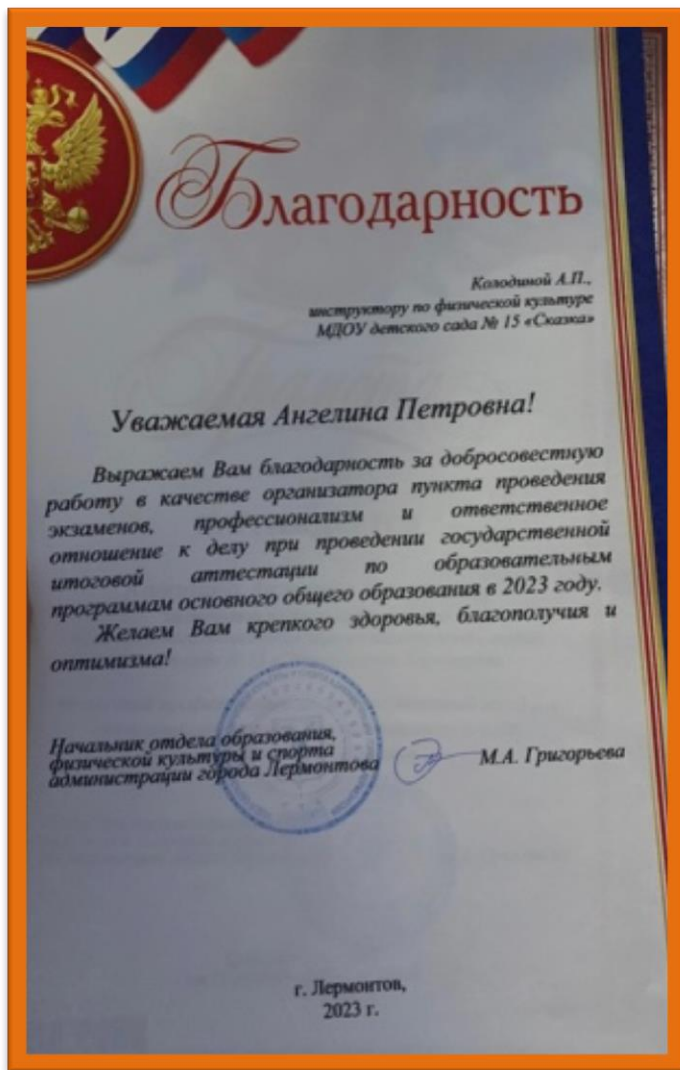 Благодарность
Колодиной А.П.,
инструктору по физической культуре
МДОУ детского сада № 15 «Сказка»
Уважаемая Ангелина Петровна!
Выражаем Вам благодарность за добросовестную
работу в качестве организатора пункта проведения
экзаменов, профессионализм и ответственное
отношение к делу при проведении государственной
итоговой аттестации по образовательным
программам основного общего образования в 2023 году.
Желаем Вам крепкого здоровья, благополучия и
оптимизма!
Начальник отдела образования,
физической культуры и спорта
администрации города Лермонтова
М.А. Григорьева
г. Лермонтов,
2023 г.